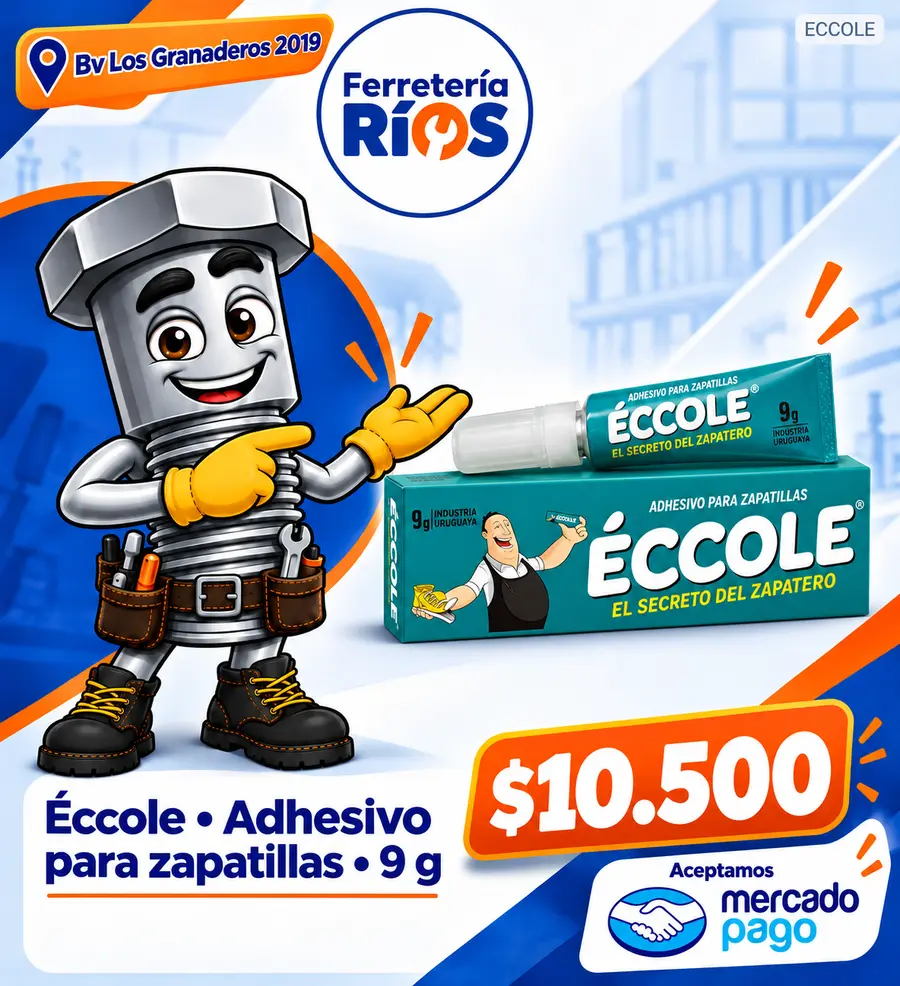 Bv Los Granaderos 2019
Ferretería
RÍOS
ECCOLE
ADHESIVO PARA ZAPATILLAS
ÉCCOLE®
EL SECRETO DEL ZAPATERO
9g
INDUSTRIA
URUGUAYA
9g
INDUSTRIA
URUGUAYA
ADHESIVO PARA ZAPATILLAS
ÉCCOLE®
EL SECRETO DEL ZAPATERO
ÉCCOLE
Éccole • Adhesivo
para zapatillas • 9 g
$10.500
Aceptamos
mercado
pago